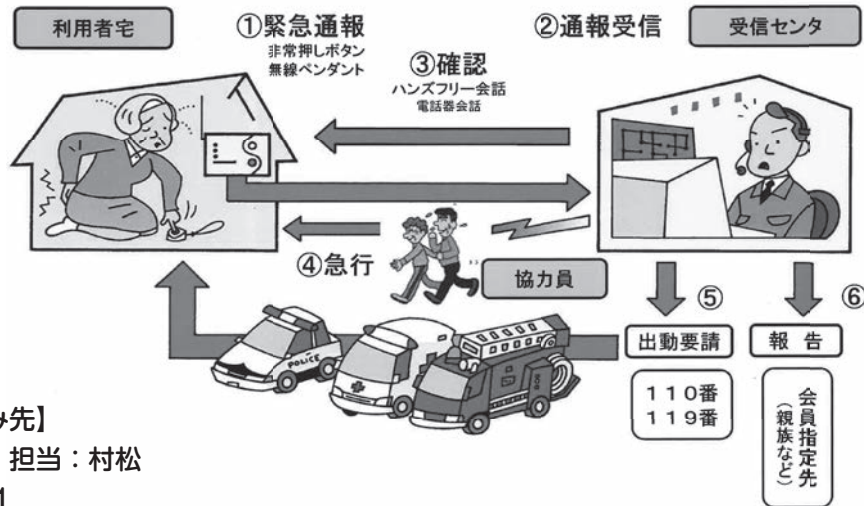 利用者宅
①緊急通報
非常押しボタン
無線ペンダント
②通報受信
受信センタ
③確認
ハンズフリー会話
電話器会話
④急行
協力員
⑤
⑥
出動要請
報 告
110番
119番
会員指定先
(親族など)
POLICE
み先】
担当：村松
1